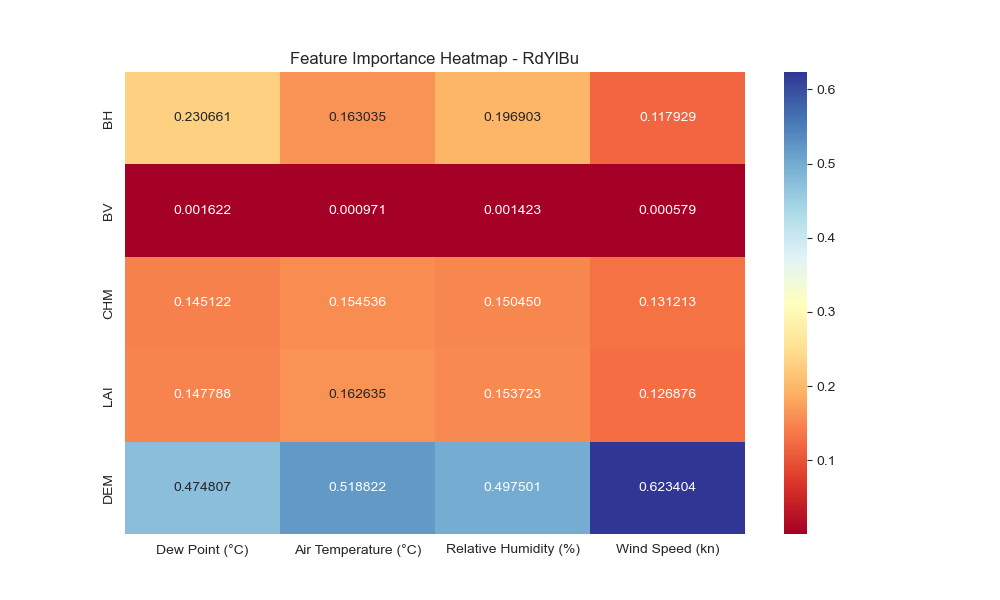 Feature Importance Heatmap - RdYlBu
BH
0.230661
0.163035
0.196903
0.117929
BV
0.001622
0.000971
0.001423
0.000579
CHM
0.145122
0.154536
0.150450
0.131213
LAI
0.147788
0.162635
0.153723
0.126876
DEM
0.474807
0.518822
0.497501
0.623404
Dew Point (°C)
Air Temperature (°C)
Relative Humidity (%)
Wind Speed (kn)
0.6
0.5
0.4
0.3
0.2
0.1